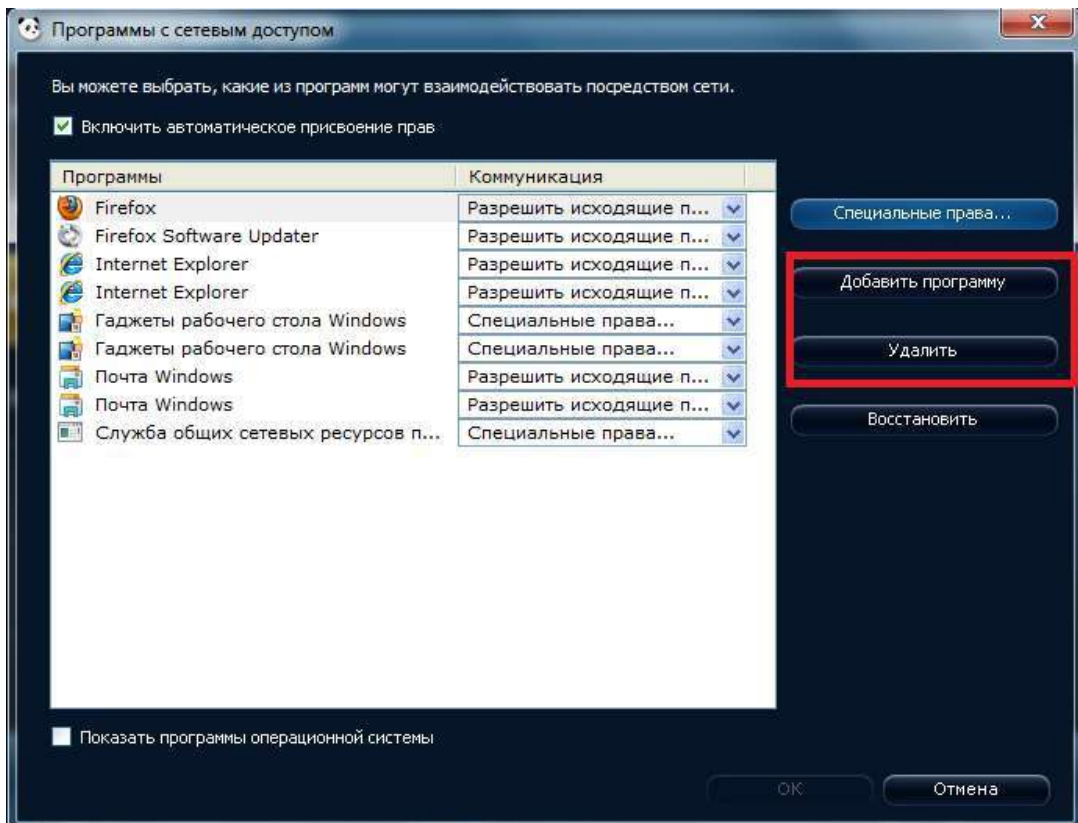 Программы с сетевым доступом
Вы можете выбрать, какие из программ могут взаимодействовать посредством сети.
Включить автоматическое присвоение прав
Программы Коммуникация
Firefox Разрешить исходящие п...
Firefox Software Updater Разрешить исходящие п...
Internet Explorer Разрешить исходящие п...
Internet Explorer Разрешить исходящие п...
Гаджеты рабочего стола Windows Специальные права...
Гаджеты рабочего стола Windows Специальные права...
Почта Windows Разрешить исходящие п...
Почта Windows Разрешить исходящие п...
Служба общих сетевых ресурсов п... Специальные права...
Специальные права...
Добавить программу
Удалить
Восстановить
Показать программы операционной системы
OK Отмена